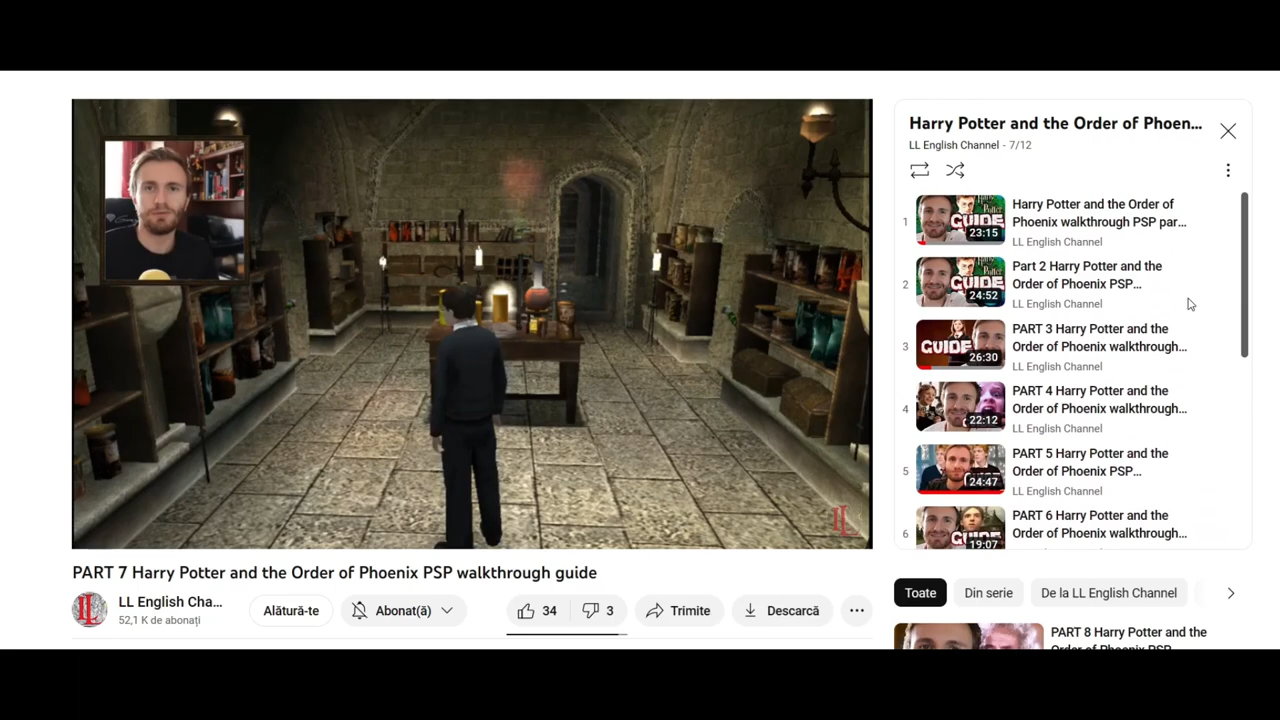 Harry Potter and the Order of Phoen...
LL English Channel - 7/12
1
23:15
Harry Potter and the Order of
Phoenix walkthrough PSP par...
LL English Channel
2
GUIDE
24:52
Part 2 Harry Potter and the
Order of Phoenix PSP...
LL English Channel
3
GUIDE
26:30
PART 3 Harry Potter and the
Order of Phoenix walkthrough...
LL English Channel
4
22:12
PART 4 Harry Potter and the
Order of Phoenix walkthrough...
LL English Channel
5
24:47
PART 5 Harry Potter and the
Order of Phoenix PSP...
LL English Channel
6
19:07
PART 6 Harry Potter and the
Order of Phoenix walkthrough...
LL
PART 7 Harry Potter and the Order of Phoenix PSP walkthrough guide
LL English Cha...
52,1 K de abonați
Alătură-te
Abonat(ă)
34
3
Trimite
Descarcă
Toate
Din serie
De la LL English Channel
PART 8 Harry Potter and the
Order of Phoenix PSP